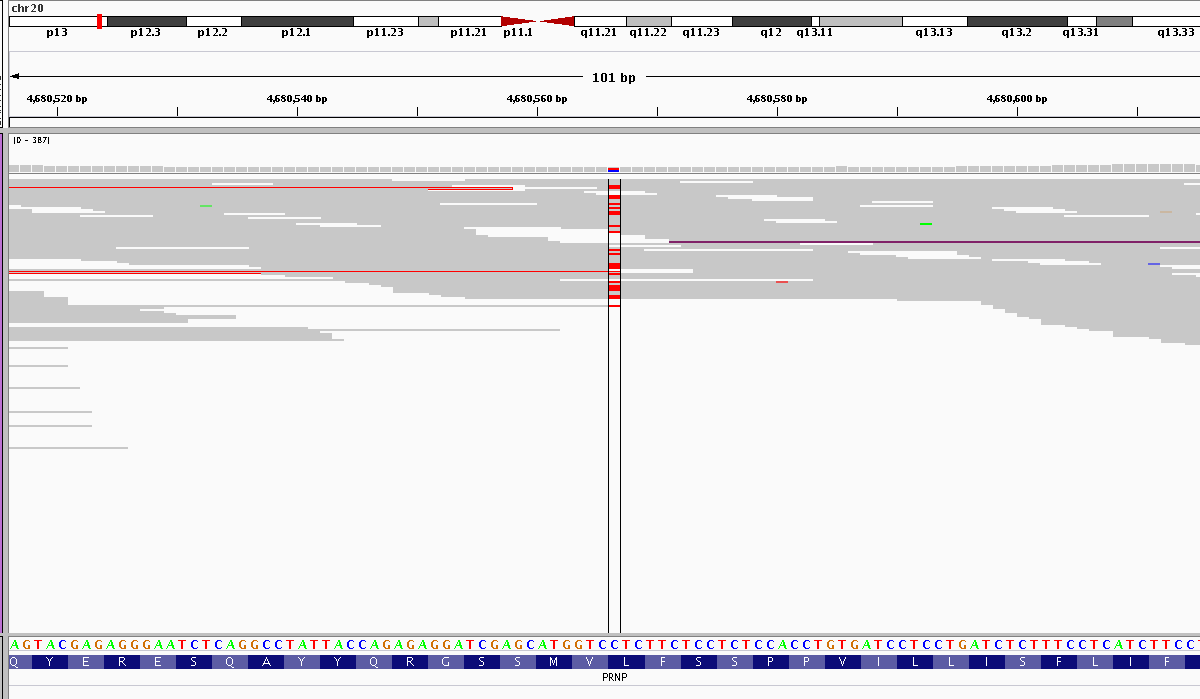 chr20
p13 p12.3 p12.2 p12.1 p11.23 p11.21 p11.1 q11.21 q11.22 q11.23 q12 q13.11 q13.13 q13.2 q13.31 q13.33
101 bp
4,680,520 bp 4,680,540 bp 4,680,560 bp 4,680,580 bp 4,680,600 bp
[0 - 387]
AGTACGAGAGGGAATCTCAGGCCTATTACCAGAGAGGATCGAGCATGGTCCTCTTCTCCTCTCCACCTGTGATCCTCCTGATCTCTTTCCTCATCTTCCT
Q Y E R E S Q A Y Y Q R G S S M V L F S S P P V I L L I S F L I F
PRNP